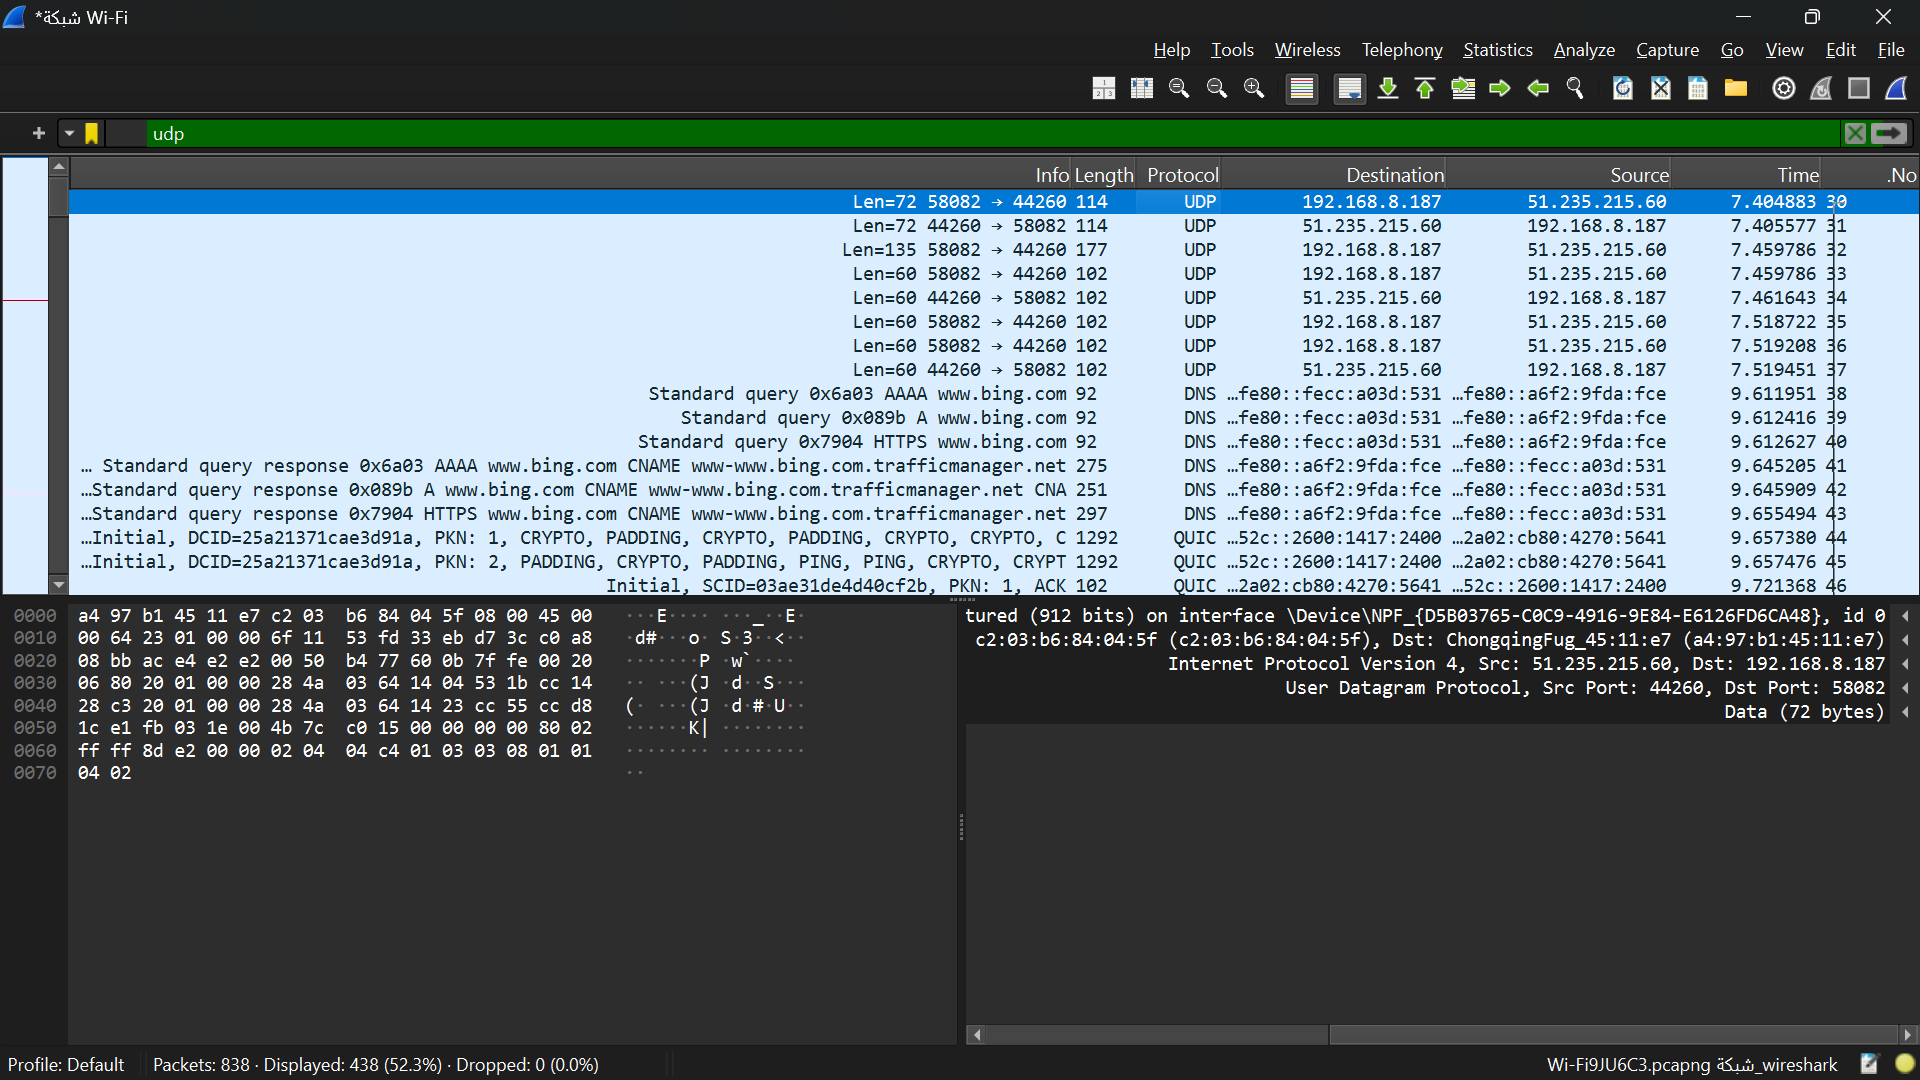 *شبكة Wi-Fi
Help Tools Wireless Telephony Statistics Analyze Capture Go View Edit File
udp
Info Length Protocol Destination Source Time .No
Len=72 58082 → 44260 114 UDP 192.168.8.187 51.235.215.60 7.404883 30
Len=72 44260 → 58082 114 UDP 51.235.215.60 192.168.8.187 7.405577 31
Len=135 58082 → 44260 177 UDP 192.168.8.187 51.235.215.60 7.459786 32
Len=60 58082 → 44260 102 UDP 192.168.8.187 51.235.215.60 7.459786 33
Len=60 44260 → 58082 102 UDP 51.235.215.60 192.168.8.187 7.461643 34
Len=60 58082 → 44260 102 UDP 192.168.8.187 51.235.215.60 7.518722 35
Len=60 58082 → 44260 102 UDP 192.168.8.187 51.235.215.60 7.519208 36
Len=60 44260 → 58082 102 UDP 51.235.215.60 192.168.8.187 7.519451 37
Standard query 0x6a03 AAAA www.bing.com 92 DNS …fe80::fecc:a03d:531 …fe80::a6f2:9fda:fce 9.611951 38
Standard query 0x089b A www.bing.com 92 DNS …fe80::fecc:a03d:531 …fe80::a6f2:9fda:fce 9.612416 39
Standard query 0x7904 HTTPS www.bing.com 92 DNS …fe80::fecc:a03d:531 …fe80::a6f2:9fda:fce 9.612627 40
… Standard query response 0x6a03 AAAA www.bing.com CNAME www-www.bing.com.trafficmanager.net 275 DNS …fe80::a6f2:9fda:fce …fe80::fecc:a03d:531 9.645205 41
…Standard query response 0x089b A www.bing.com CNAME www-www.bing.com.trafficmanager.net CNA 251 DNS …fe80::a6f2:9fda:fce …fe80::fecc:a03d:531 9.645909 42
…Standard query response 0x7904 HTTPS www.bing.com CNAME www-www.bing.com.trafficmanager.net 297 DNS …fe80::a6f2:9fda:fce …fe80::fecc:a03d:531 9.655494 43
…Initial, DCID=25a21371cae3d91a, PKN: 1, CRYPTO, PADDING, CRYPTO, PADDING, CRYPTO, CRYPTO, C 1292 QUIC …52c::2600:1417:2400 …2a02:cb80:4270:5641 9.657380 44
…Initial, DCID=25a21371cae3d91a, PKN: 2, PADDING, CRYPTO, PADDING, PING, PING, CRYPTO, CRYPT 1292 QUIC …52c::2600:1417:2400 …2a02:cb80:4270:5641 9.657476 45
Initial, SCID=03ae31de4d40cf2b, PKN: 1, ACK 102 QUIC …2a02:cb80:4270:5641 …52c::2600:1417:2400 9.721368 46
0000 a4 97 b1 45 11 e7 c2 03 b6 84 04 5f 08 00 45 00 ···E···· ···_··E·
0010 00 64 23 01 00 00 6f 11 53 fd 33 eb d7 3c c0 a8 ·d#···o· S·3··<··
0020 08 bb ac e4 e2 e2 00 50 b4 77 60 0b 7f fe 00 20 ·······P ·w`····
0030 06 80 20 01 00 00 28 4a 03 64 14 04 53 1b cc 14 ·· ···(J ·d··S···
0040 28 c3 20 01 00 00 28 4a 03 64 14 23 cc 55 cc d8 (· ···(J ·d·#·U··
0050 1c e1 fb 03 1e 00 4b 7c c0 15 00 00 00 00 80 02 ······K| ········
0060 ff ff 8d e2 00 00 02 04 04 c4 01 03 03 08 01 01 ········ ········
0070 04 02 ··
tured (912 bits) on interface \Device\NPF_{D5B03765-C0C9-4916-9E84-E6126FD6CA48}, id 0
c2:03:b6:84:04:5f (c2:03:b6:84:04:5f), Dst: ChongqingFug_45:11:e7 (a4:97:b1:45:11:e7)
Internet Protocol Version 4, Src: 51.235.215.60, Dst: 192.168.8.187
User Datagram Protocol, Src Port: 44260, Dst Port: 58082
Data (72 bytes)
Profile: Default Packets: 838 · Displayed: 438 (52.3%) · Dropped: 0 (0.0%) Wi-Fi9JU6C3.pcapng شبكة_wireshark